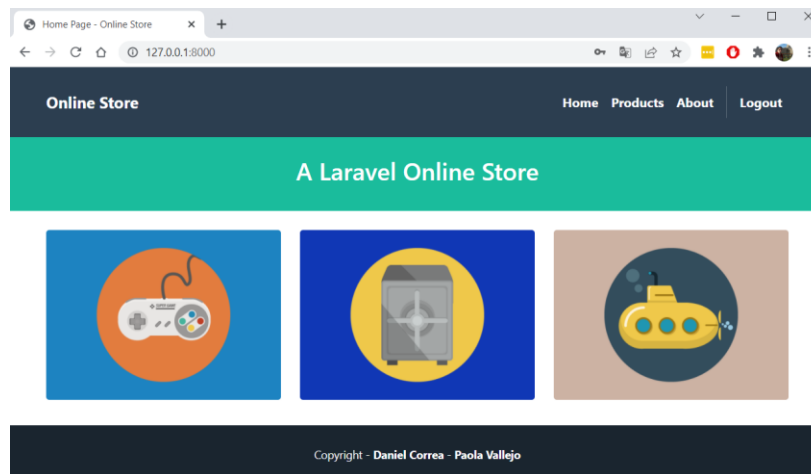 Home Page - Online Store
127.0.0.1:8000
Online Store
Home Products About Logout
A Laravel Online Store
Copyright - Daniel Correa - Paola Vallejo